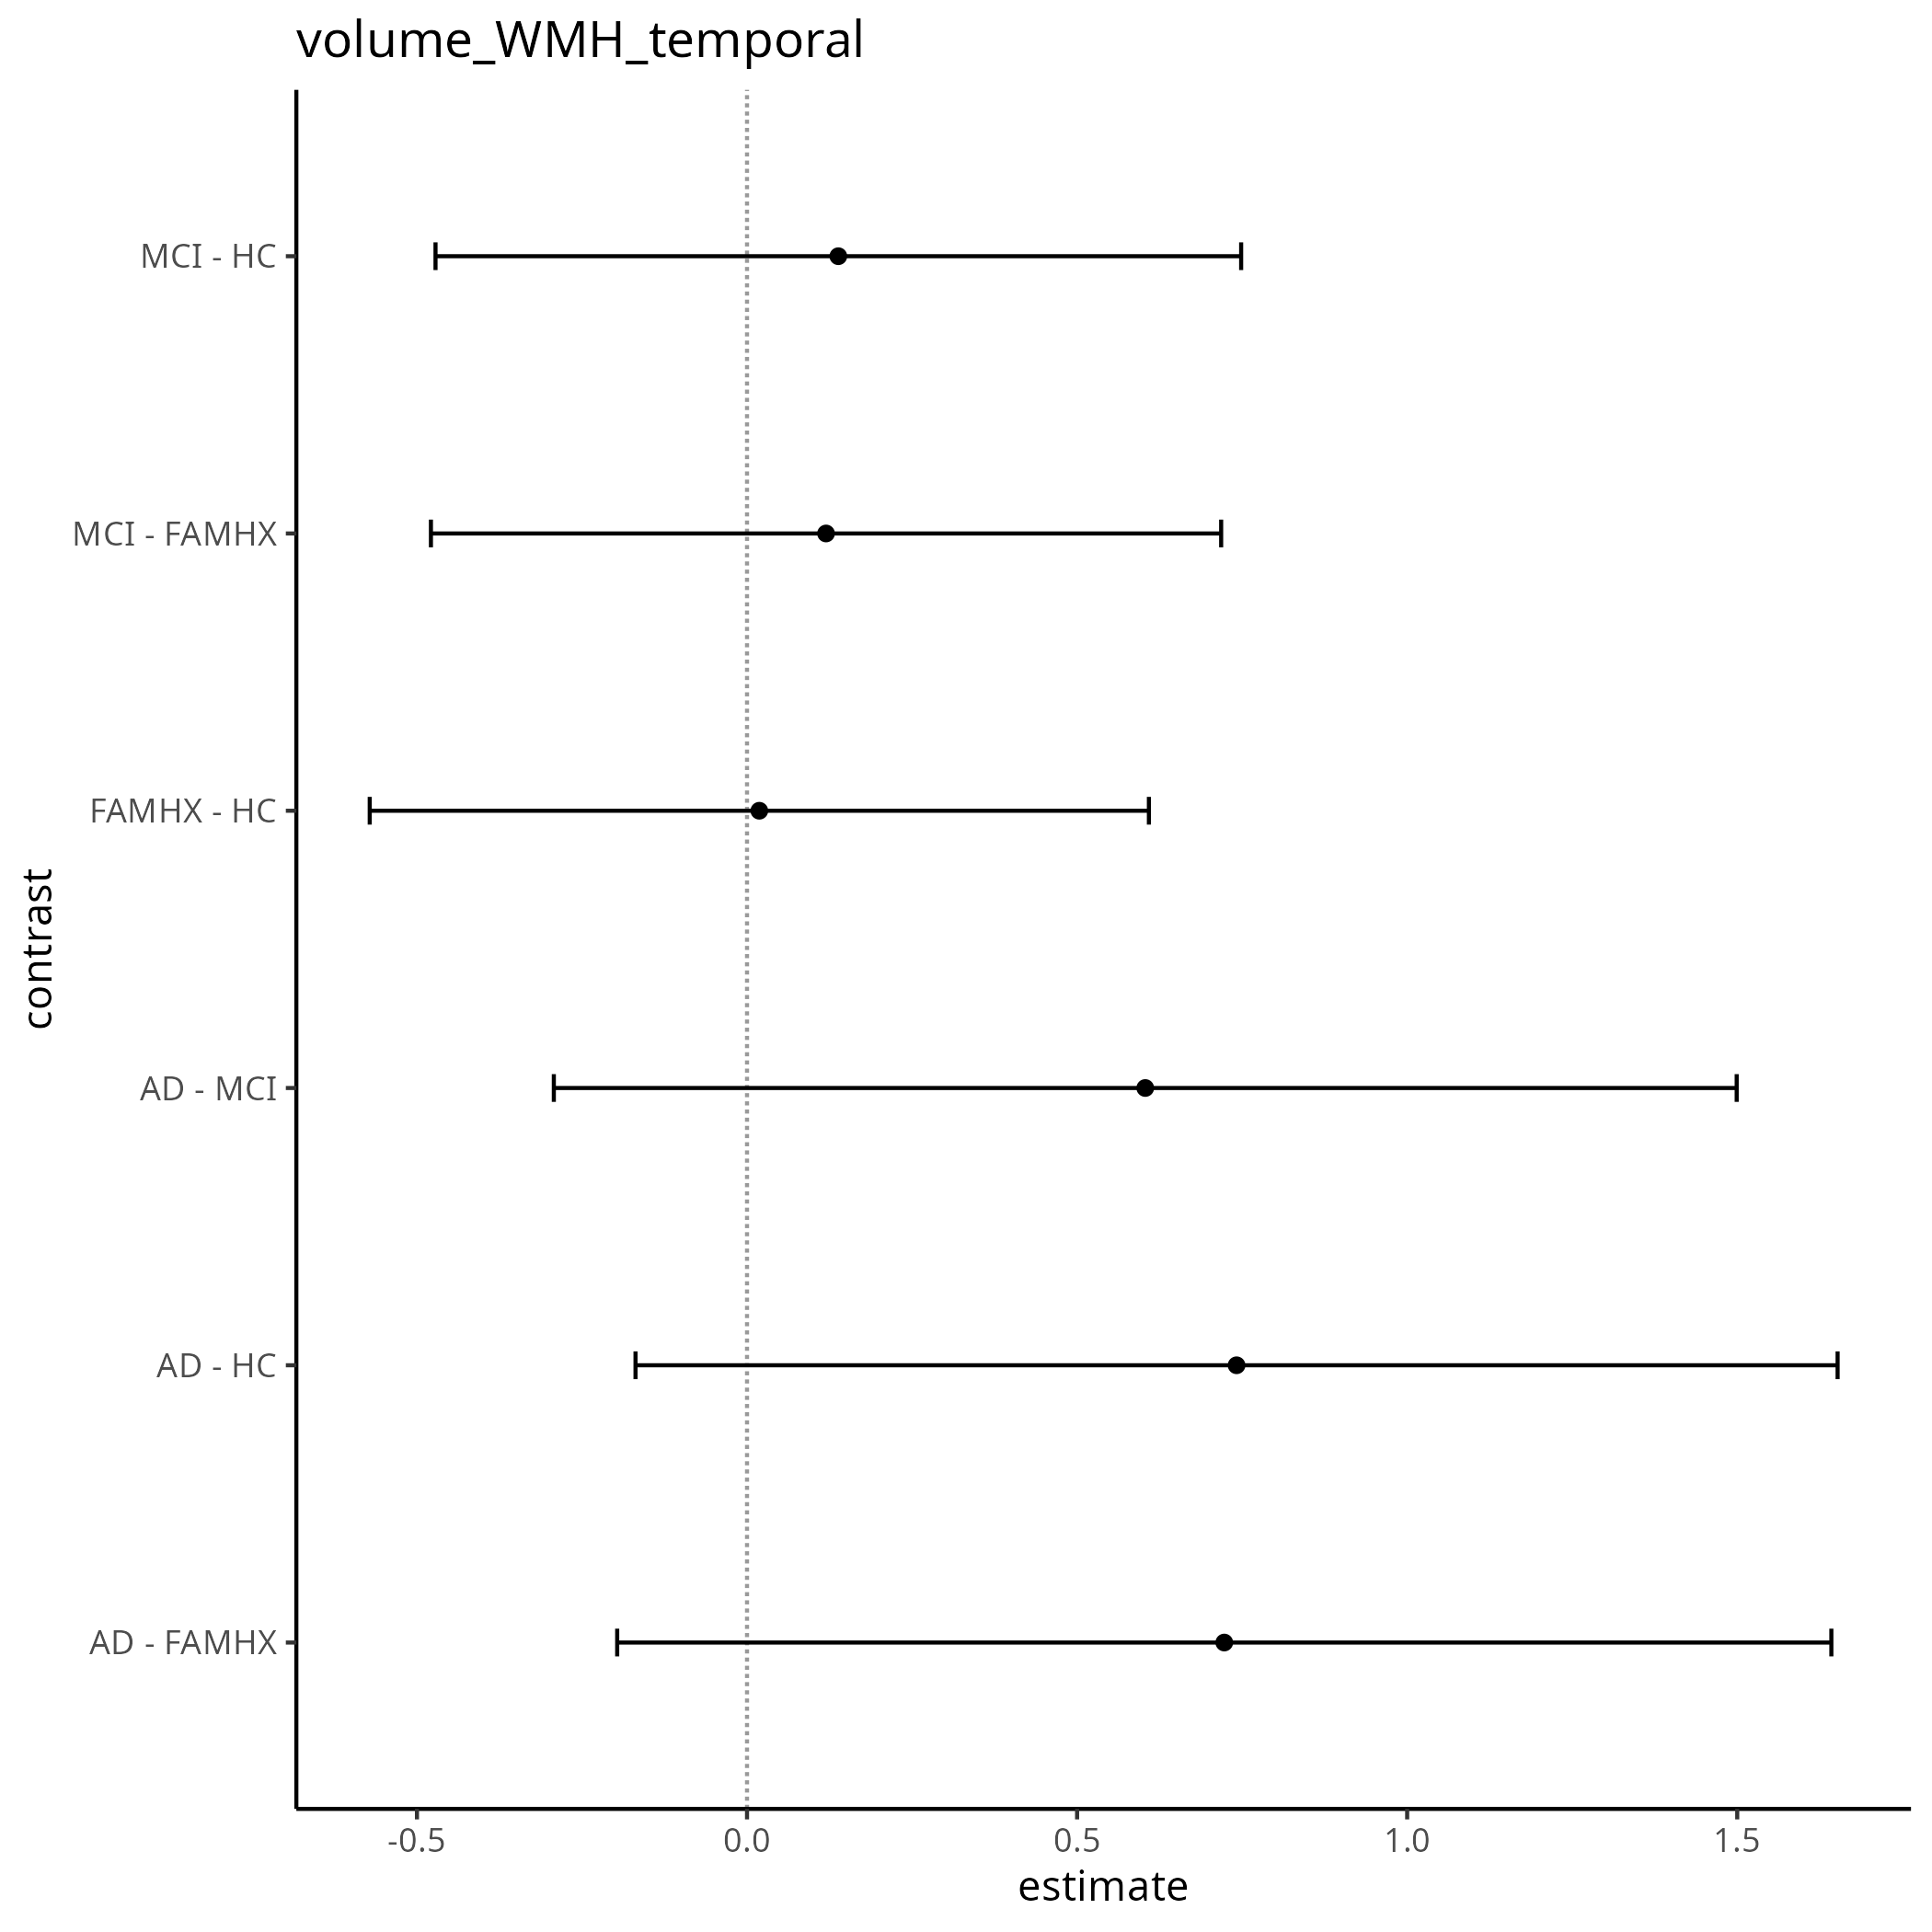 volume_WMH_temporal
MCI - HC
MCI - FAMHX
FAMHX - HC
AD - MCI
AD - HC
AD - FAMHX
contrast
-0.5 0.0 0.5 1.0 1.5
estimate